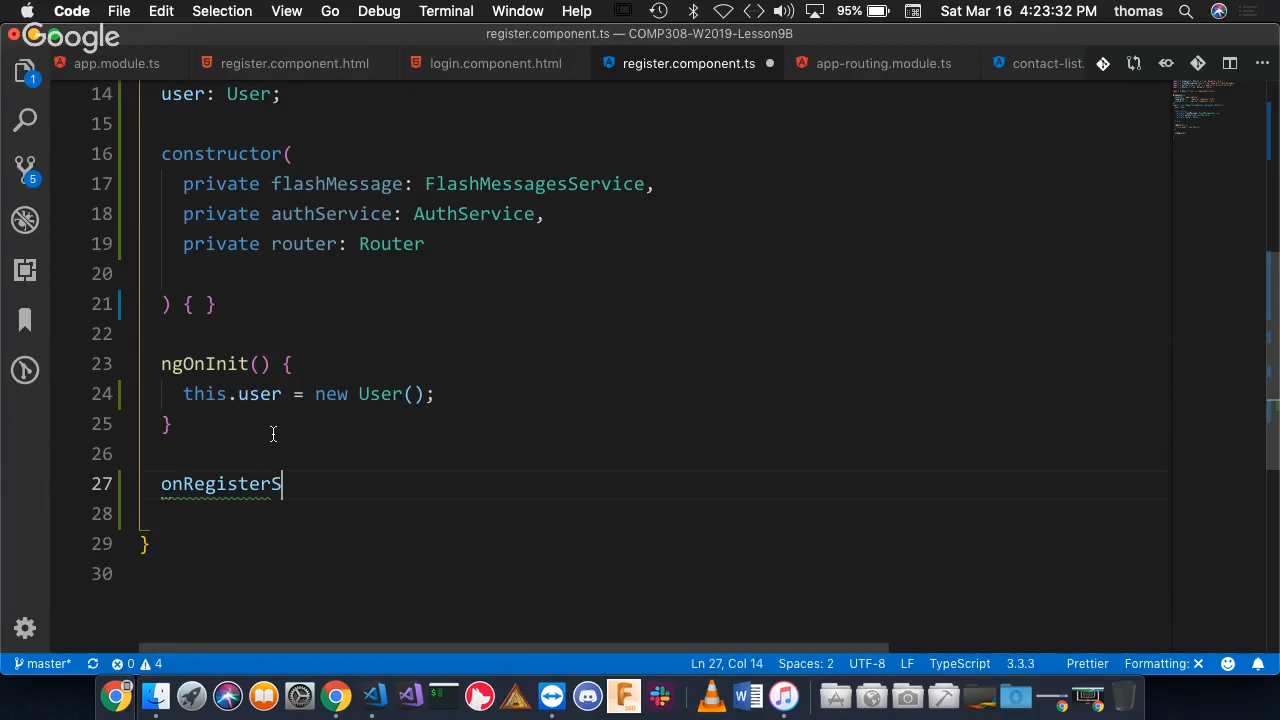 Code File Edit Selection View Go Debug Terminal Window Help 95% Sat Mar 16 4:23:32 PM thomas
Google
register.component.ts — COMP308-W2019-Lesson9B
app.module.ts register.component.html login.component.html register.component.ts app-routing.module.ts contact-list.
14 user: User;
15
16 constructor(
17 private flashMessage: FlashMessagesService,
18 private authService: AuthService,
19 private router: Router
20
21 ) { }
22
23 ngOnInit() {
24 this.user = new User();
25 }
26
27 onRegisterS
28
29 }
30
1
5
master* 0 4 Ln 27, Col 14 Spaces: 2 UTF-8 LF TypeScript 3.3.3 Prettier Formatting: